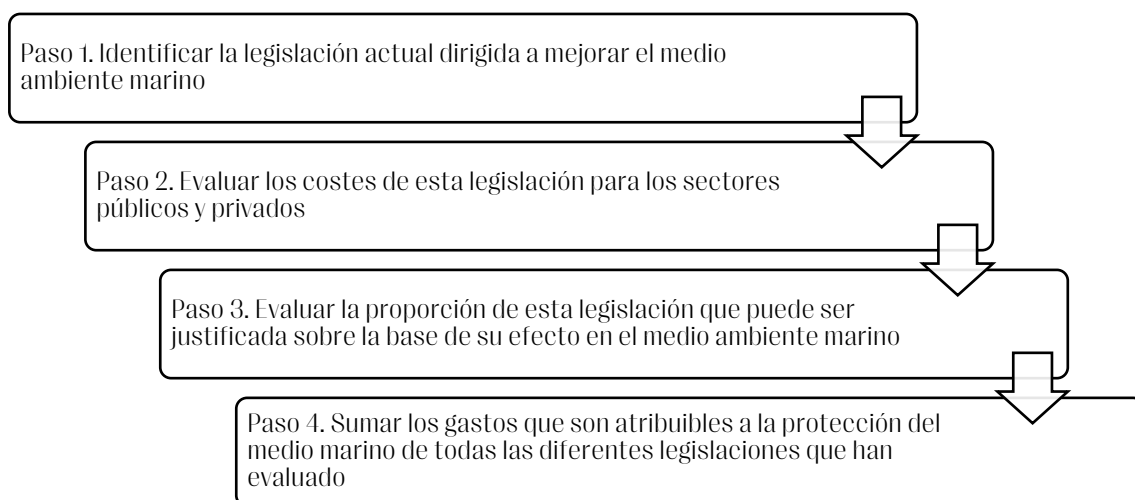 Paso 1. Identificar la legislación actual dirigida a mejorar el medio
ambiente marino
Paso 2. Evaluar los costes de esta legislación para los sectores
públicos y privados
Paso 3. Evaluar la proporción de esta legislación que puede ser
justificada sobre la base de su efecto en el medio ambiente marino
Paso 4. Sumar los gastos que son atribuibles a la protección del
medio marino de todas las diferentes legislaciones que han
evaluado